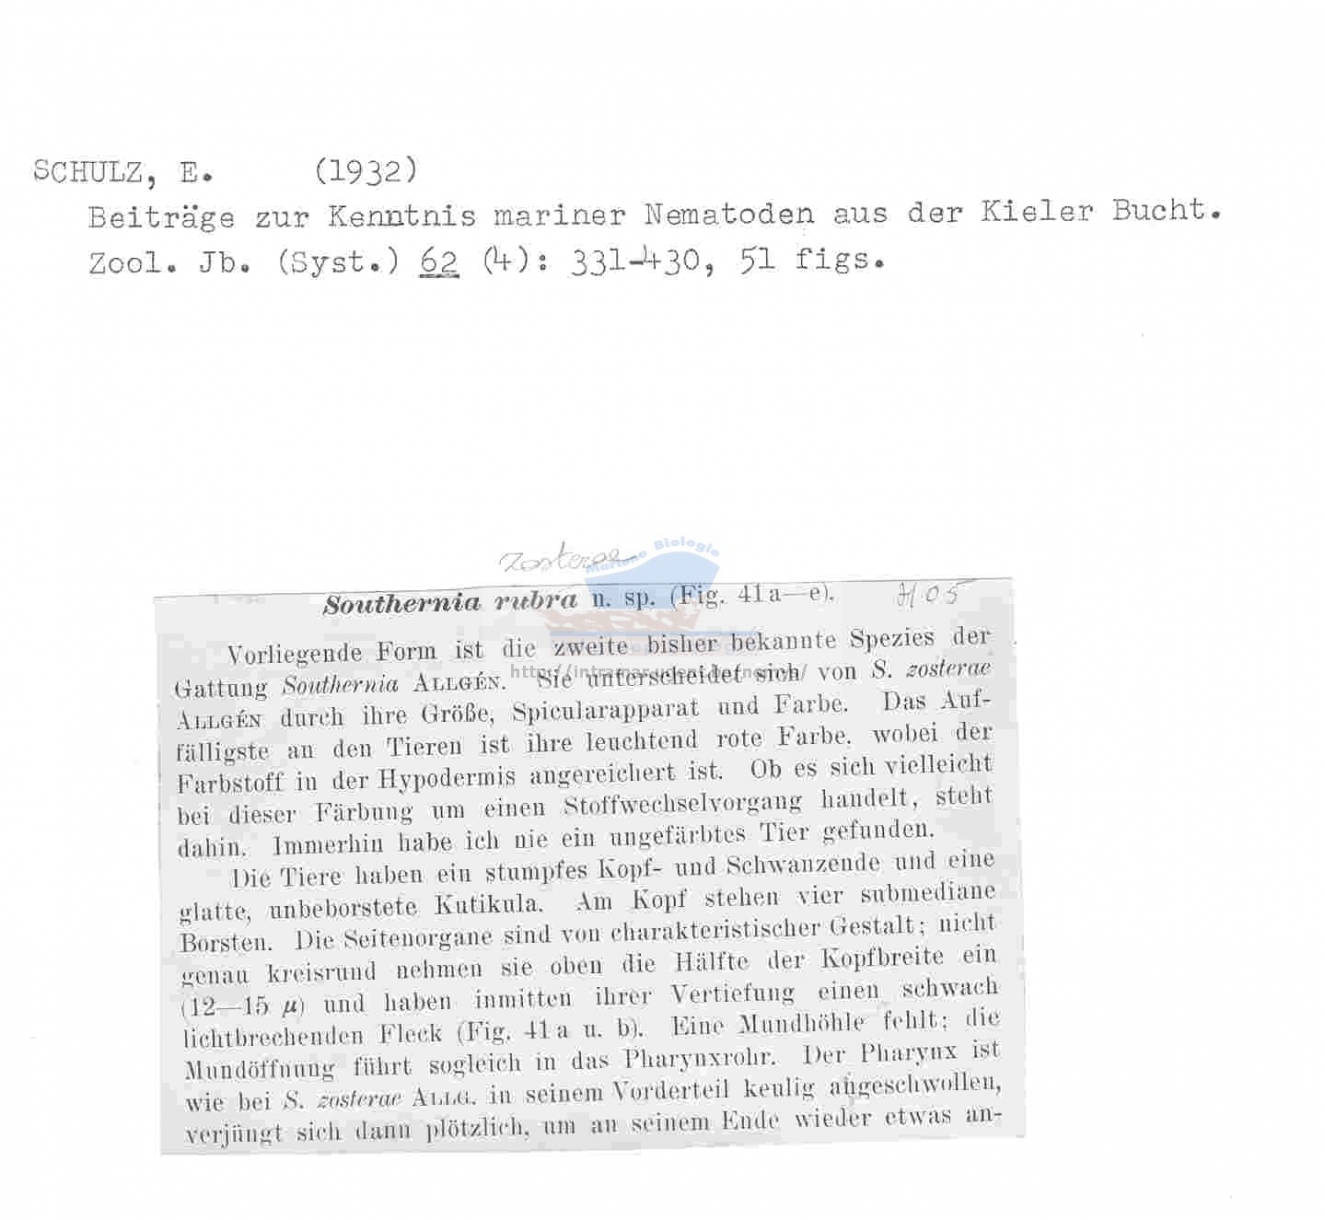 SCHULZ, E. (1932)
Beiträge zur Kenntnis mariner Nematoden aus der Kieler Bucht.
Zool. Jb. (Syst.) 62 (4): 331-430, 51 figs.
zosterae
Marine Biologie
Southernia rubra n. sp. (Fig. 41 a—e).
H05
Vorliegende Form ist die zweite bisher bekannte Spezies der
Gattung Southernia ALLGÉN. Sie unterscheidet sich von S. zosterae
ALLGÉN durch ihre Größe, Spicularapparat und Farbe. Das Auf-
fälligste an den Tieren ist ihre leuchtend rote Farbe, wobei der
Farbstoff in der Hypodermis angereichert ist. Ob es sich vielleicht
bei dieser Färbung um einen Stoffwechselvorgang handelt, steht
dahin. Immerhin habe ich nie ein ungefärbtes Tier gefunden.
Die Tiere haben ein stumpfes Kopf- und Schwanzende und eine
glatte, unbeborstete Kutikula. Am Kopf stehen vier submediane
Borsten. Die Seitenorgane sind von charakteristischer Gestalt; nicht
genau kreisrund nehmen sie oben die Hälfte der Kopfbreite ein
(12—15 µ) und haben inmitten ihrer Vertiefung einen schwach
lichtbrechenden Fleck (Fig. 41 a u. b). Eine Mundhöhle fehlt; die
Mundöffnung führt sogleich in das Pharynxrohr. Der Pharynx ist
wie bei S. zosterae ALLG. in seinem Vorderteil keulig angeschwollen,
verjüngt sich dann plötzlich, um an seinem Ende wieder etwas an-